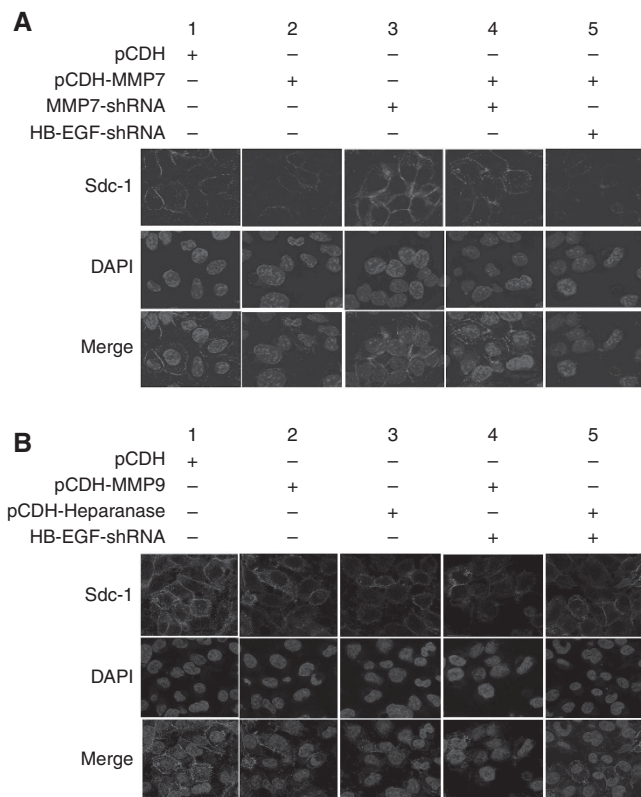 A
1 2 3 4 5
pCDH + – – – –
pCDH-MMP7 – + – + +
MMP7-shRNA – – + + –
HB-EGF-shRNA – – – – +
Sdc-1
DAPI
Merge
B
1 2 3 4 5
pCDH + – – – –
pCDH-MMP9 – + – + –
pCDH-Heparanase – – + – +
HB-EGF-shRNA – – – + +
Sdc-1
DAPI
Merge